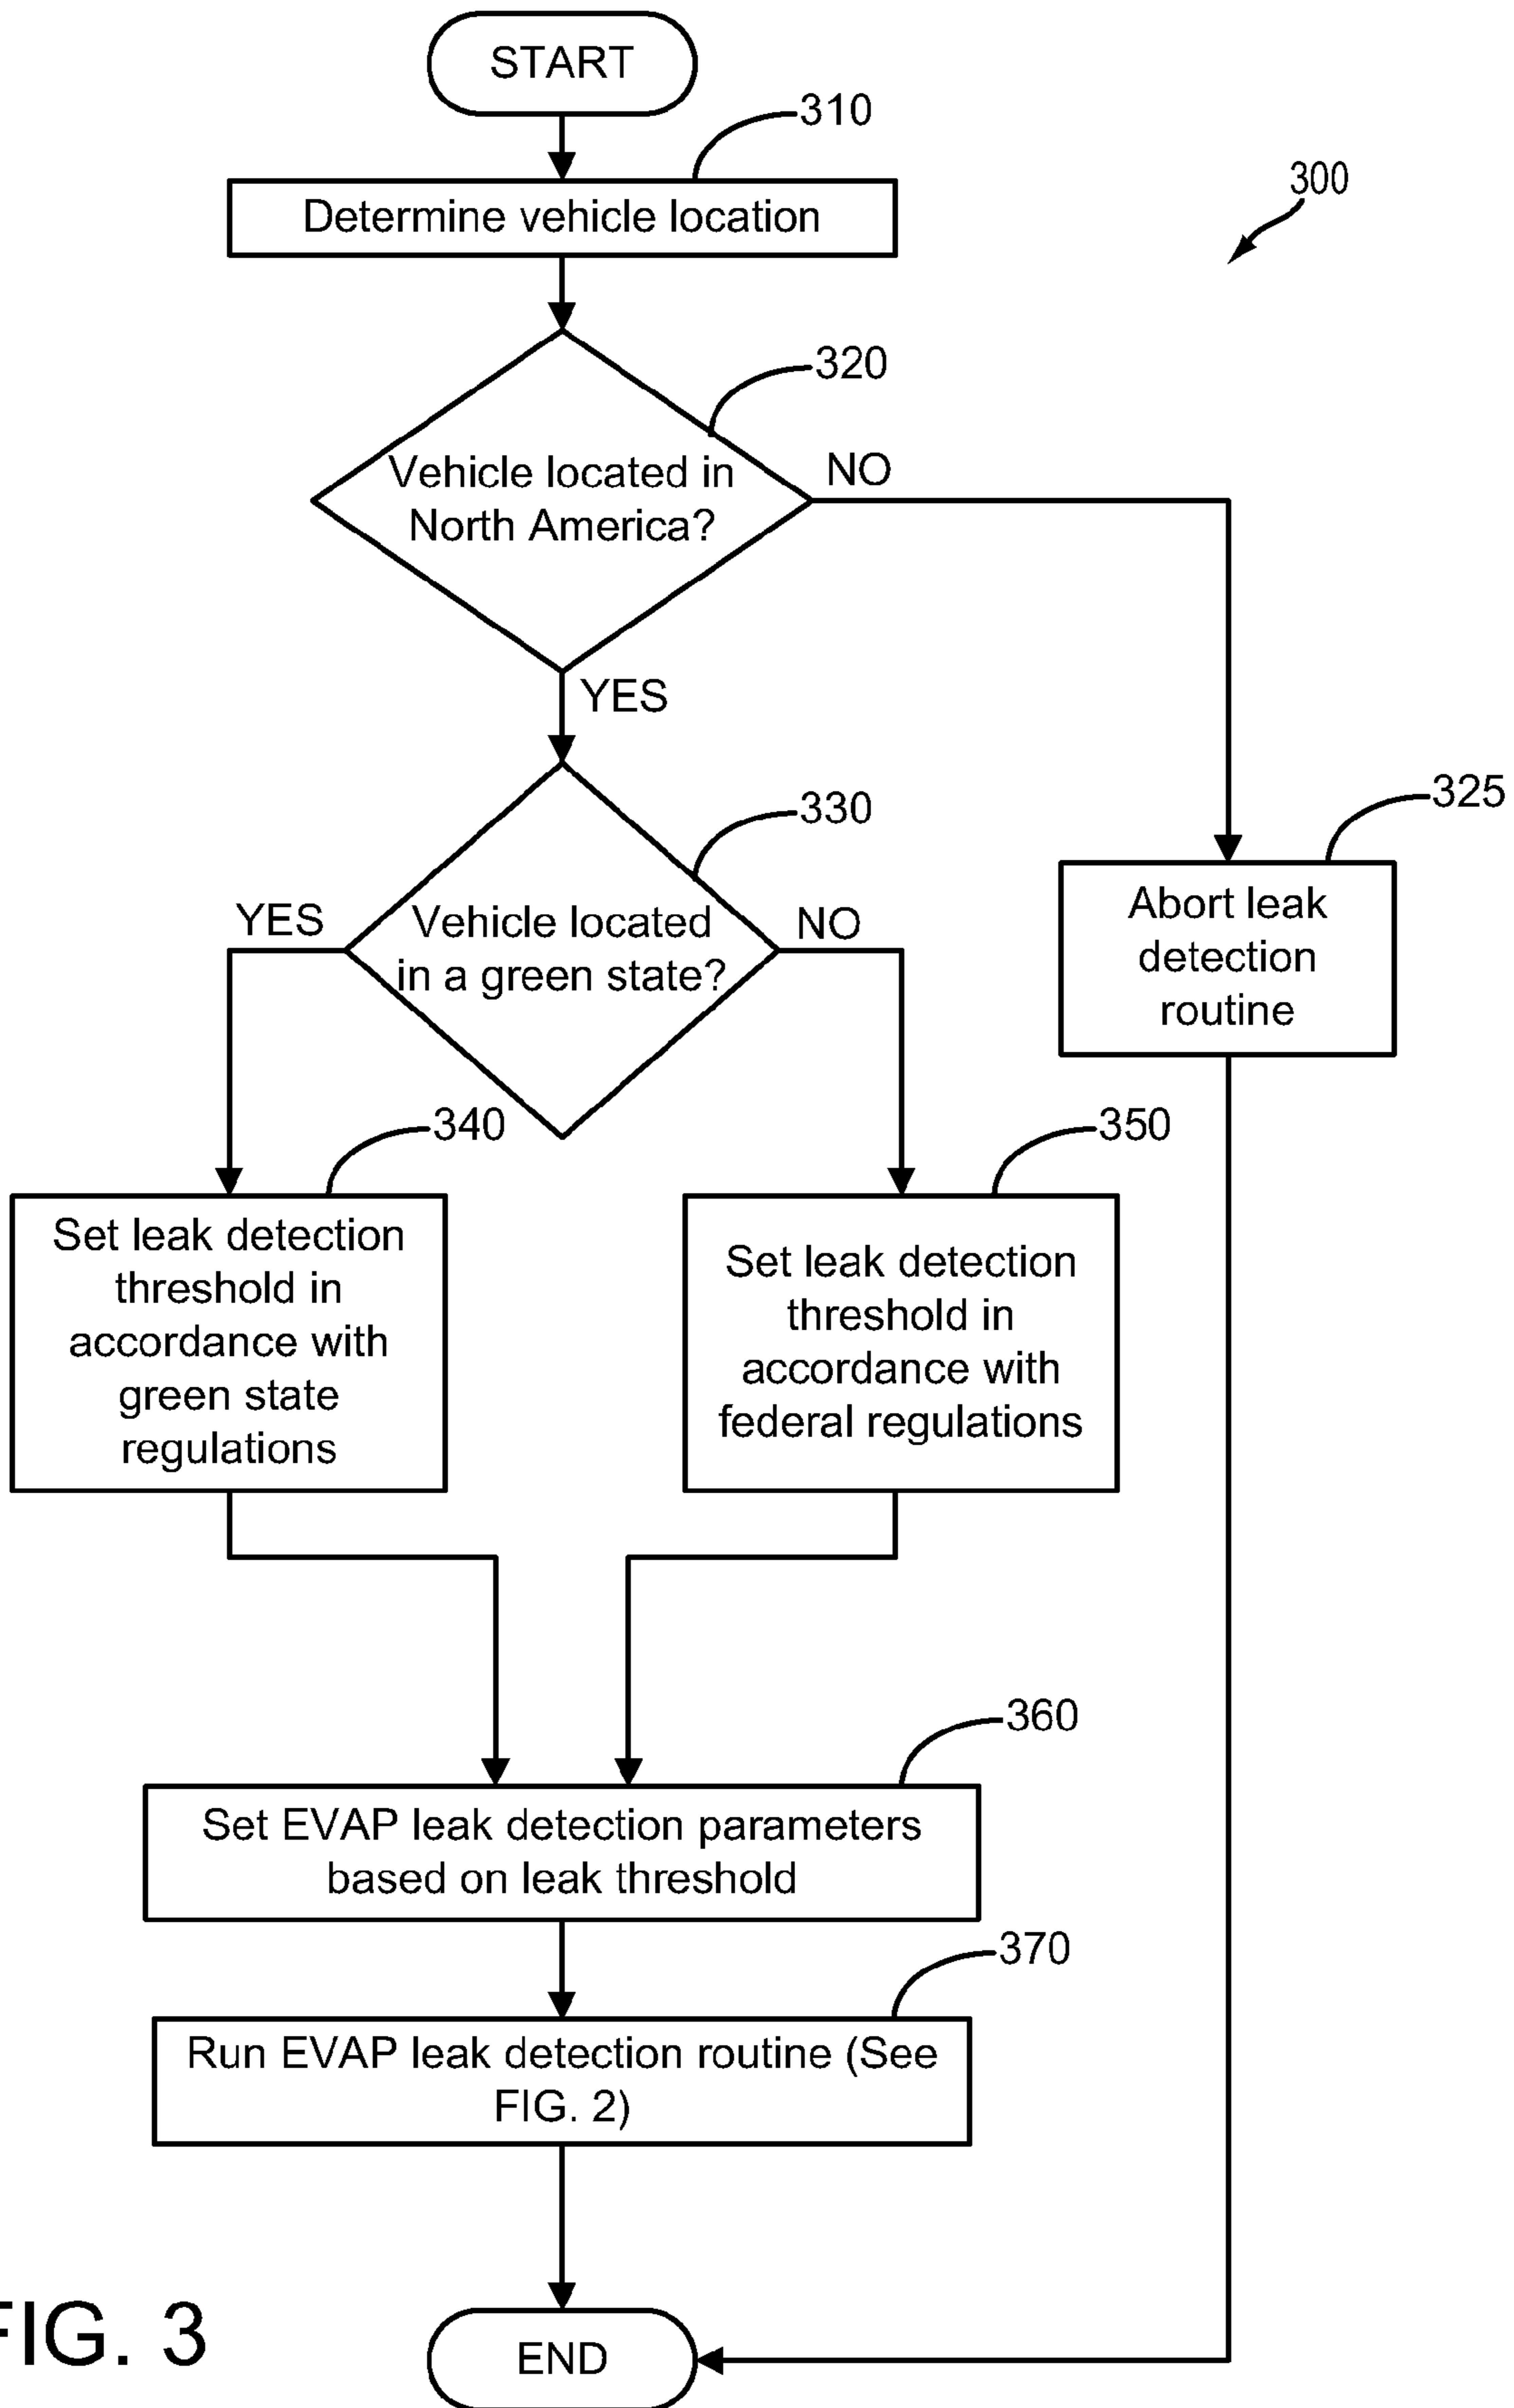 START
310
Determine vehicle location
300
320
Vehicle located in
North America?
NO
YES
330
Vehicle located
in a green state?
YES
NO
325
Abort leak
detection
routine
340
Set leak detection
threshold in
accordance with
green state
regulations
350
Set leak detection
threshold in
accordance with
federal regulations
360
Set EVAP leak detection parameters
based on leak threshold
370
Run EVAP leak detection routine (See
FIG. 2)
END
FIG. 3